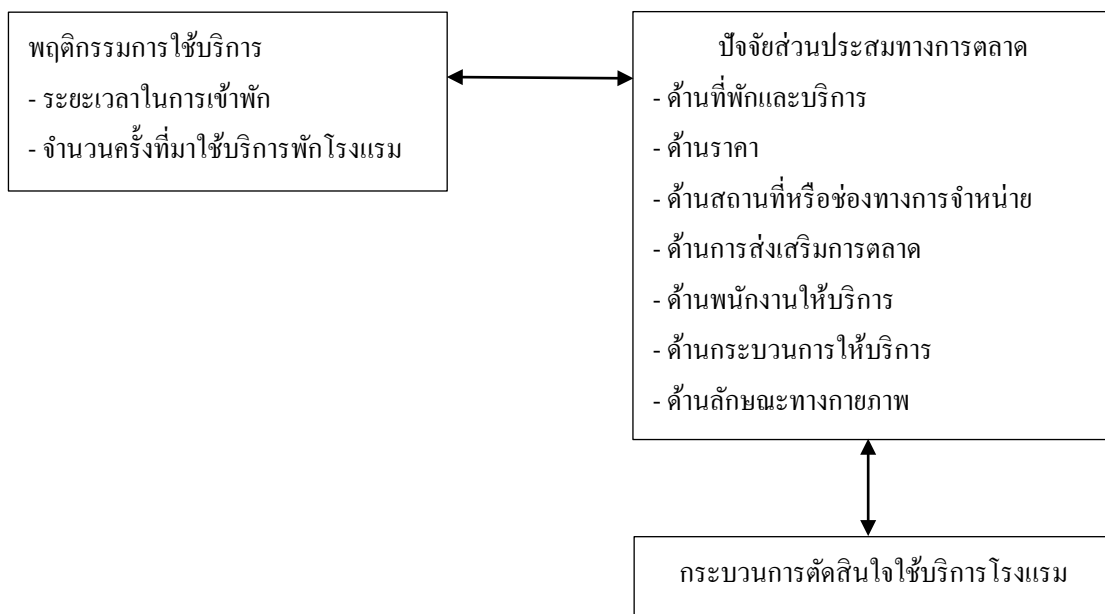 พฤติกรรมการใช้บริการ
- ระยะเวลาในการเข้าพัก
- จำนวนครั้งที่มาใช้บริการพักโรงแรม
ปัจจัยส่วนประสมทางการตลาด
- ด้านที่พักและบริการ
- ด้านราคา
- ด้านสถานที่หรือช่องทางการจำหน่าย
- ด้านการส่งเสริมการตลาด
- ด้านพนักงานให้บริการ
- ด้านกระบวนการให้บริการ
- ด้านลักษณะทางกายภาพ
กระบวนการตัดสินใจใช้บริการโรงแรม